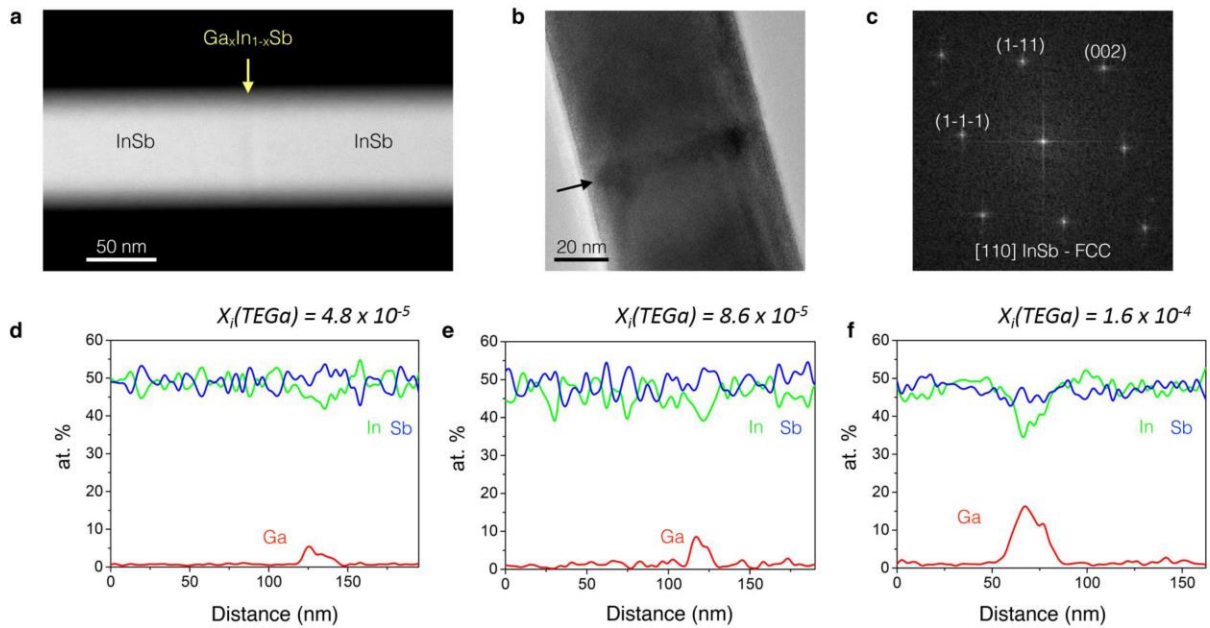 a
GaₓIn₁₋ₓSb
InSb
InSb
50 nm
b
20 nm
c
(1-11)
(002)
(1-1-1)
[110] InSb - FCC
d
Xᵢ(TEGa) = 4.8 x 10⁻⁵
60
50
40
30
20
10
0
at. %
In Sb
Ga
0 50 100 150
Distance (nm)
e
Xᵢ(TEGa) = 8.6 x 10⁻⁵
60
50
40
30
20
10
0
at. %
In Sb
Ga
0 50 100 150
Distance (nm)
f
Xᵢ(TEGa) = 1.6 x 10⁻⁴
60
50
40
30
20
10
0
at. %
In Sb
Ga
0 50 100 150
Distance (nm)